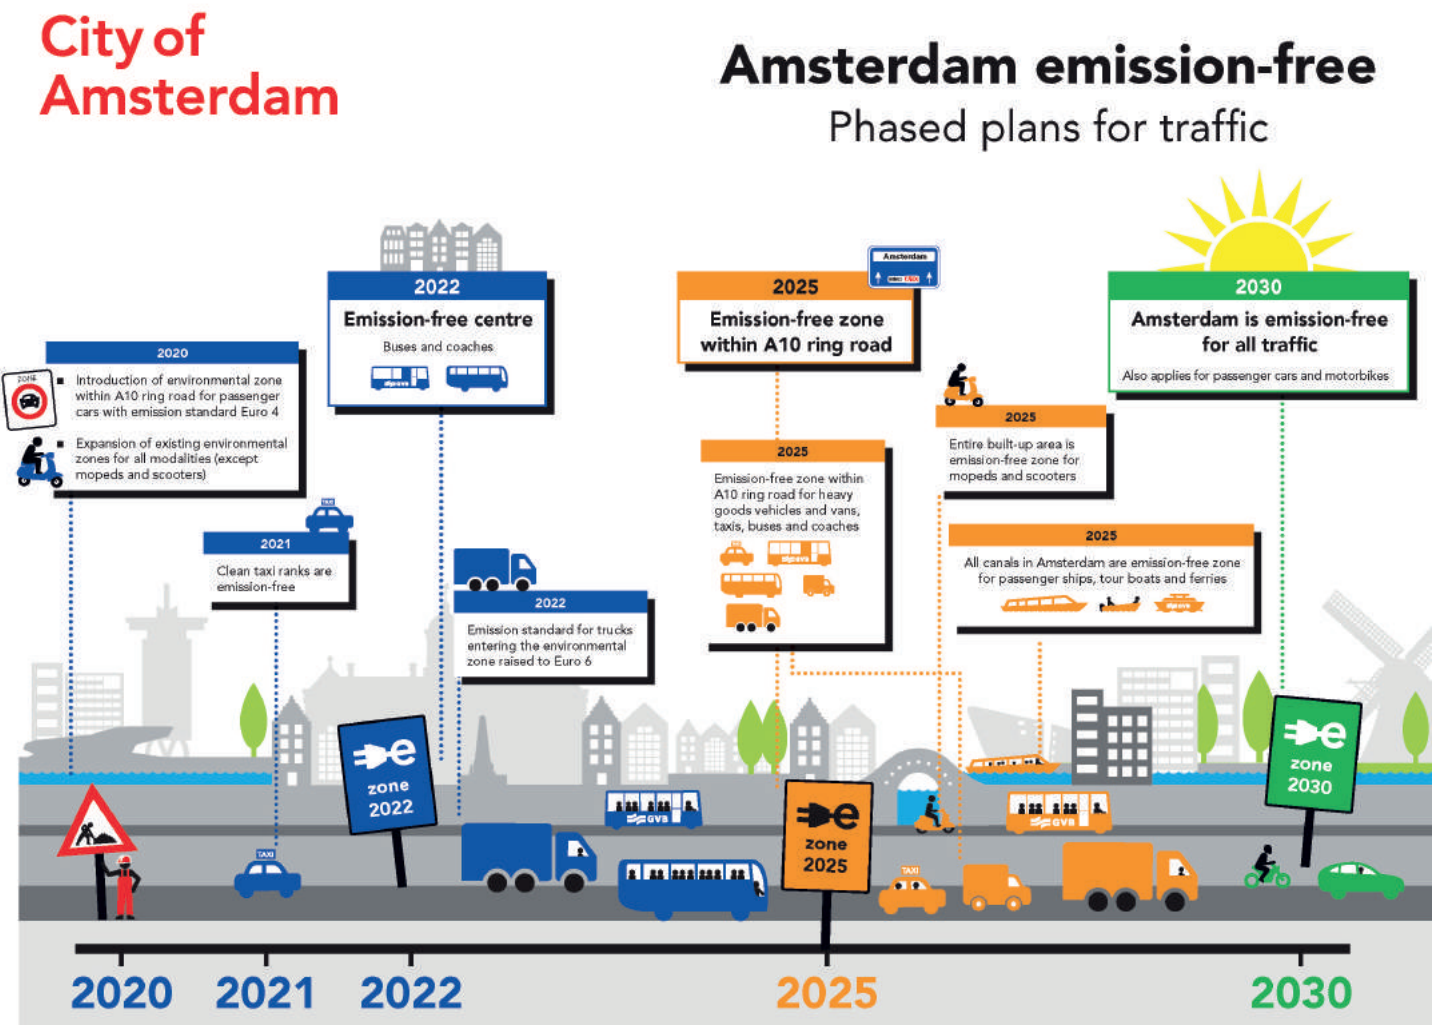 City of
Amsterdam
Amsterdam emission-free
Phased plans for traffic
2020
ZONE
Introduction of environmental zone
within A10 ring road for passenger
cars with emission standard Euro 4
Expansion of existing environmental
zones for all modalities (except
mopeds and scooters)
TAXI
2021
Clean taxi ranks are
emission-free
2022
Emission-free centre
Buses and coaches
2022
Emission standard for trucks
entering the environmental
zone raised to Euro 6
Amsterdam
2025
Emission-free zone
within A10 ring road
2025
Emission-free zone within
A10 ring road for heavy
goods vehicles and vans,
taxis, buses and coaches
2025
Entire built-up area is
emission-free zone for
mopeds and scooters
2025
All canals in Amsterdam are emission-free zone
for passenger ships, tour boats and ferries
2030
Amsterdam is emission-free
for all traffic
Also applies for passenger cars and motorbikes
e
zone
2022
e
zone
2025
e
zone
2030
GVB
GVB
TAXI
TAXI
2020
2021
2022
2025
2030